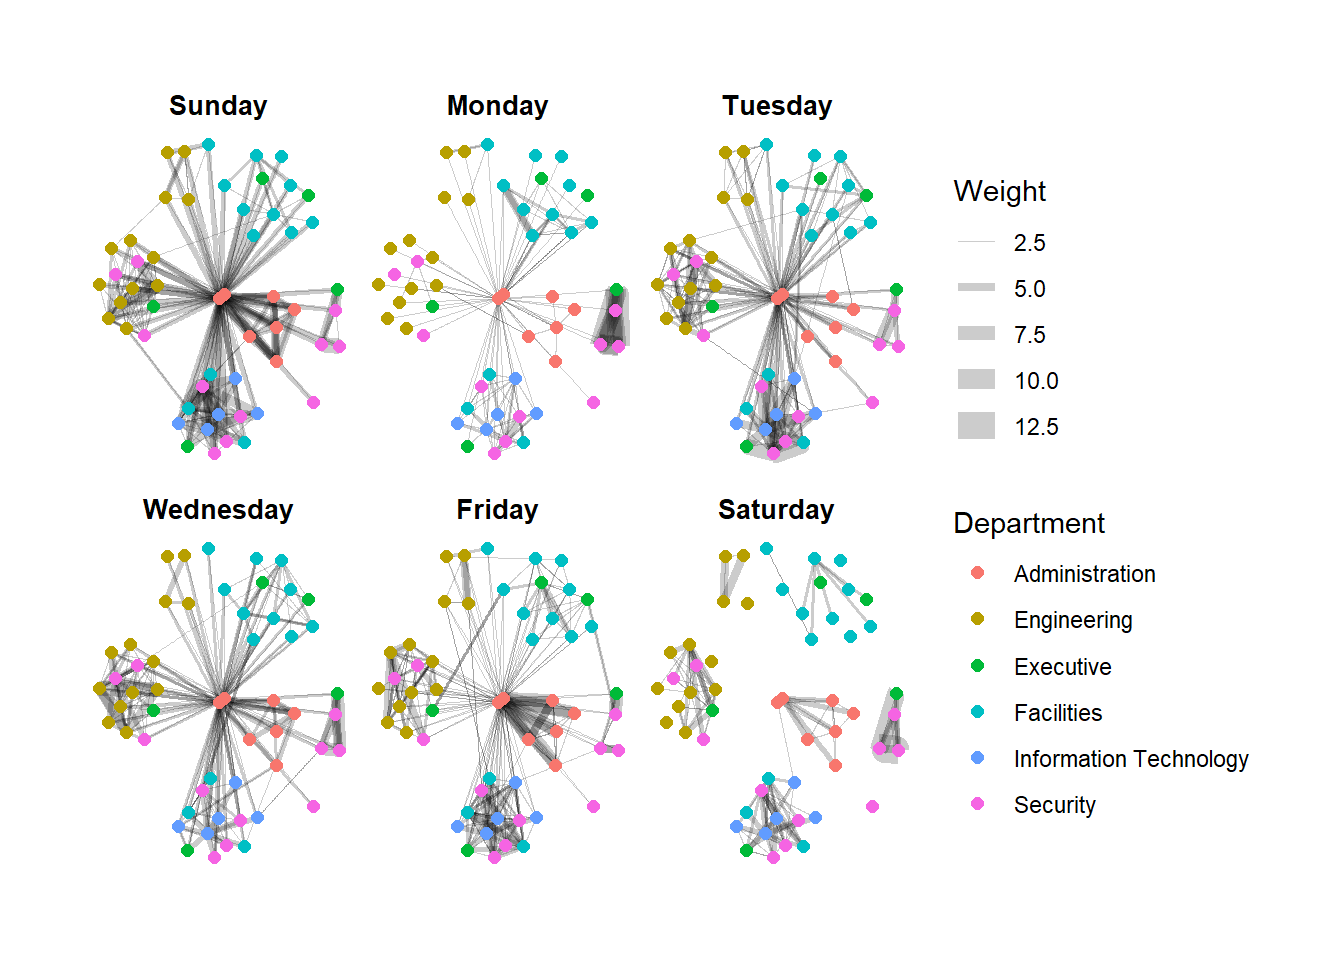 Sunday
Monday
Tuesday
Wednesday
Friday
Saturday
Weight
2.5
5.0
7.5
10.0
12.5
Department
Administration
Engineering
Executive
Facilities
Information Technology
Security